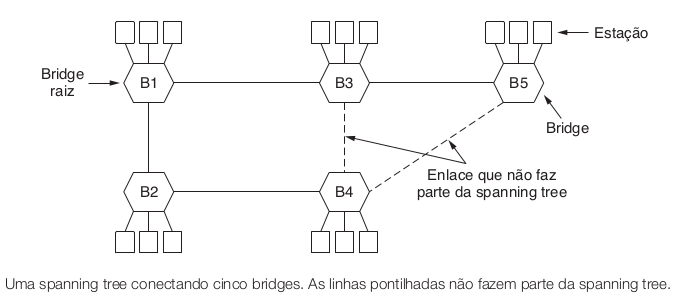 Estação
Bridge
raiz
B1
B3
B5
Bridge
Enlace que não faz
parte da spanning tree
B2
B4
Uma spanning tree conectando cinco bridges. As linhas pontilhadas não fazem parte da spanning tree.